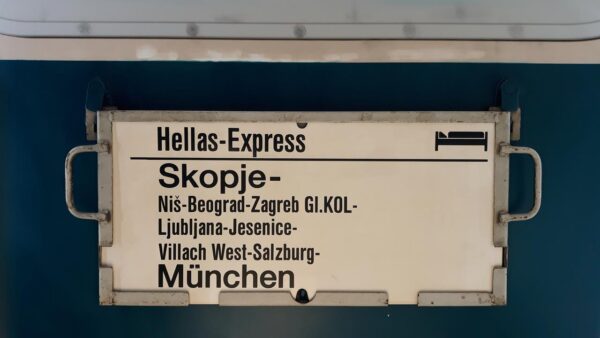 Hellas-Express
Skopje-
Niš-Beograd-Zagreb Gl.KOL-
Ljubljana-Jesenice-
Villach West-Salzburg-
München